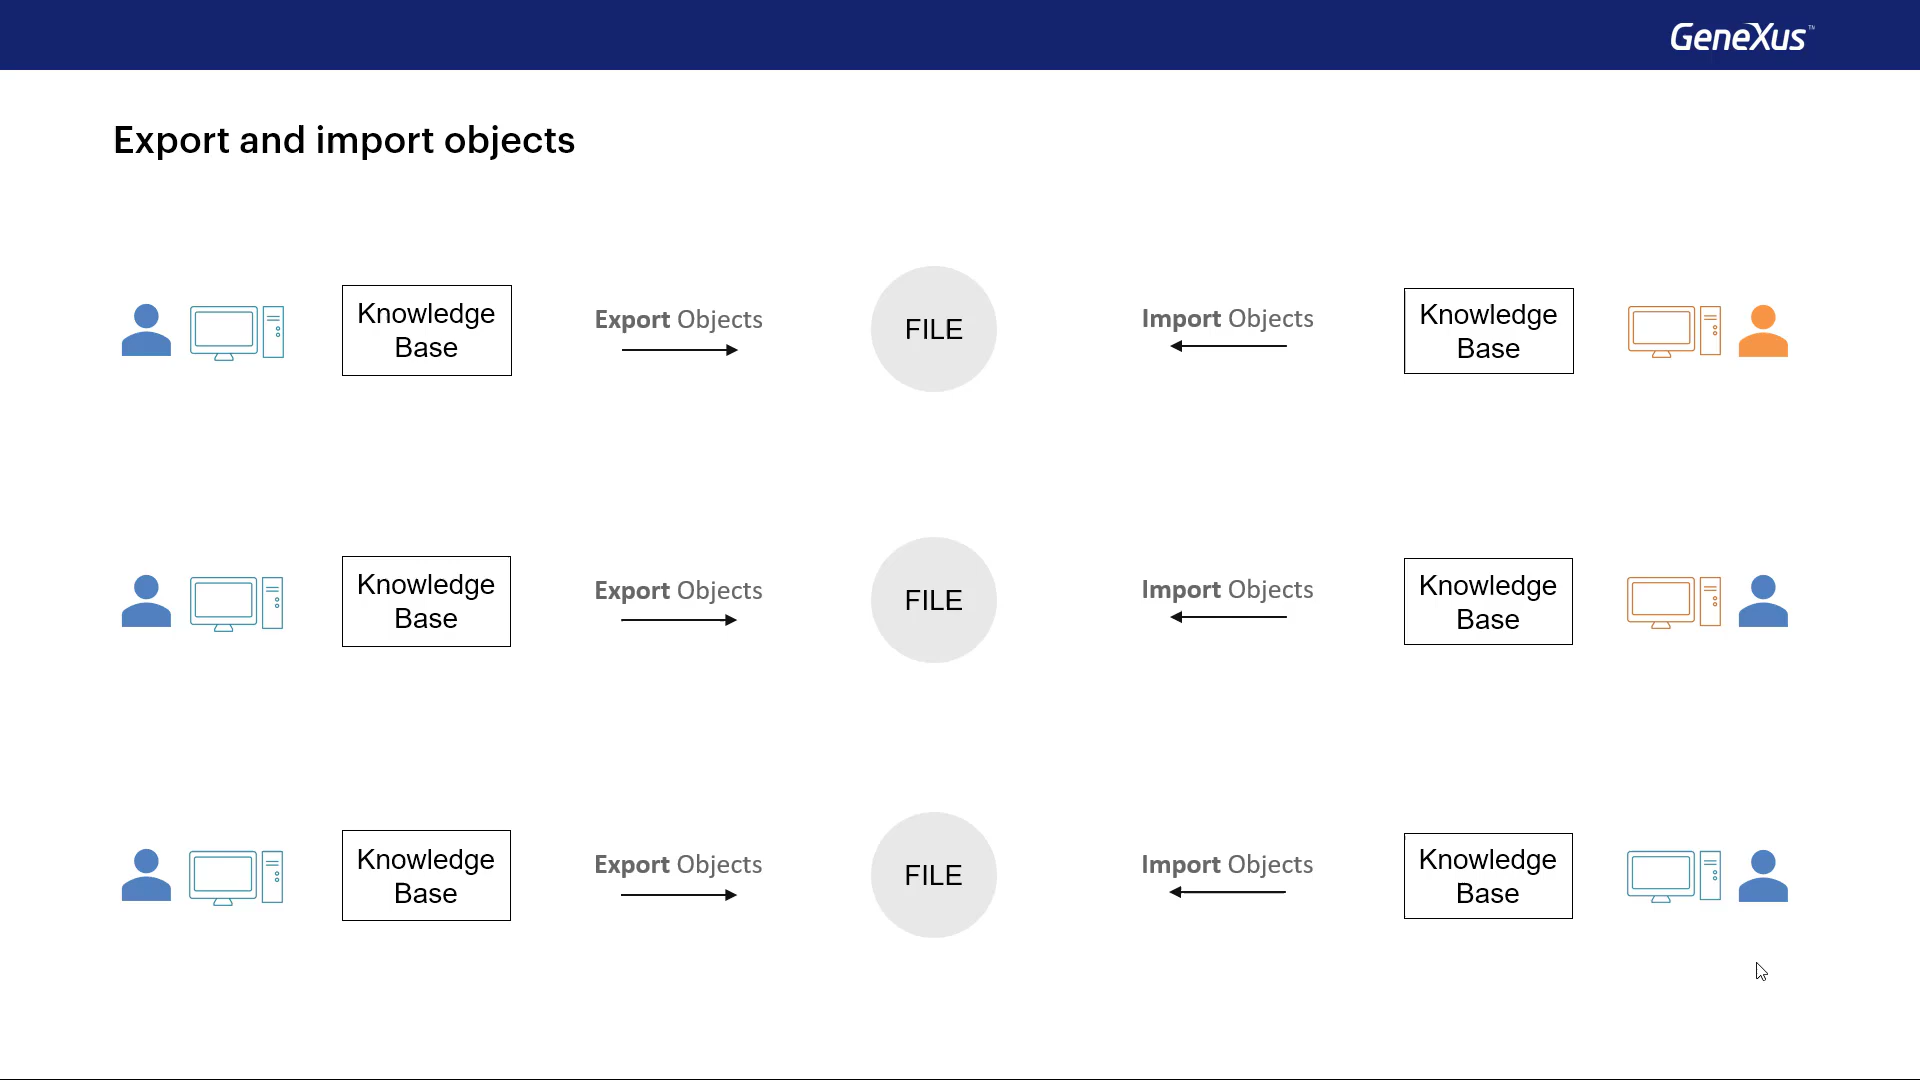 GeneXus™
Export and import objects
Knowledge
Base
Export Objects
FILE
Import Objects
Knowledge
Base
Knowledge
Base
Export Objects
FILE
Import Objects
Knowledge
Base
Knowledge
Base
Export Objects
FILE
Import Objects
Knowledge
Base